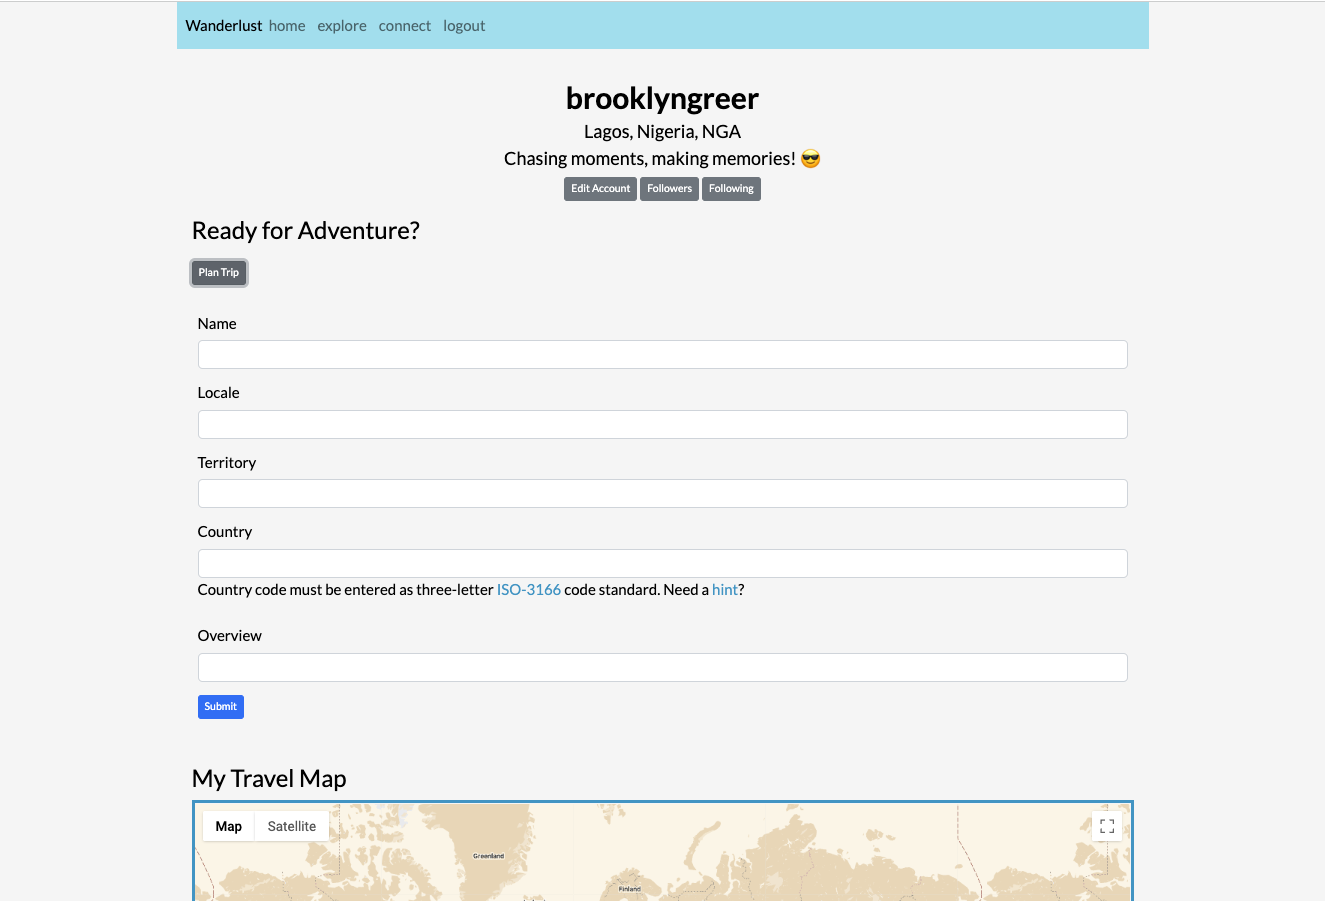 Wanderlust home explore connect logout
brooklyngreer
Lagos, Nigeria, NGA
Chasing moments, making memories! 😎
Edit Account Followers Following
Ready for Adventure?
Plan Trip
Name
Locale
Territory
Country
Country code must be entered as three-letter ISO-3166 code standard. Need a hint?
Overview
Submit
My Travel Map
Map Satellite
Greenland
Finland